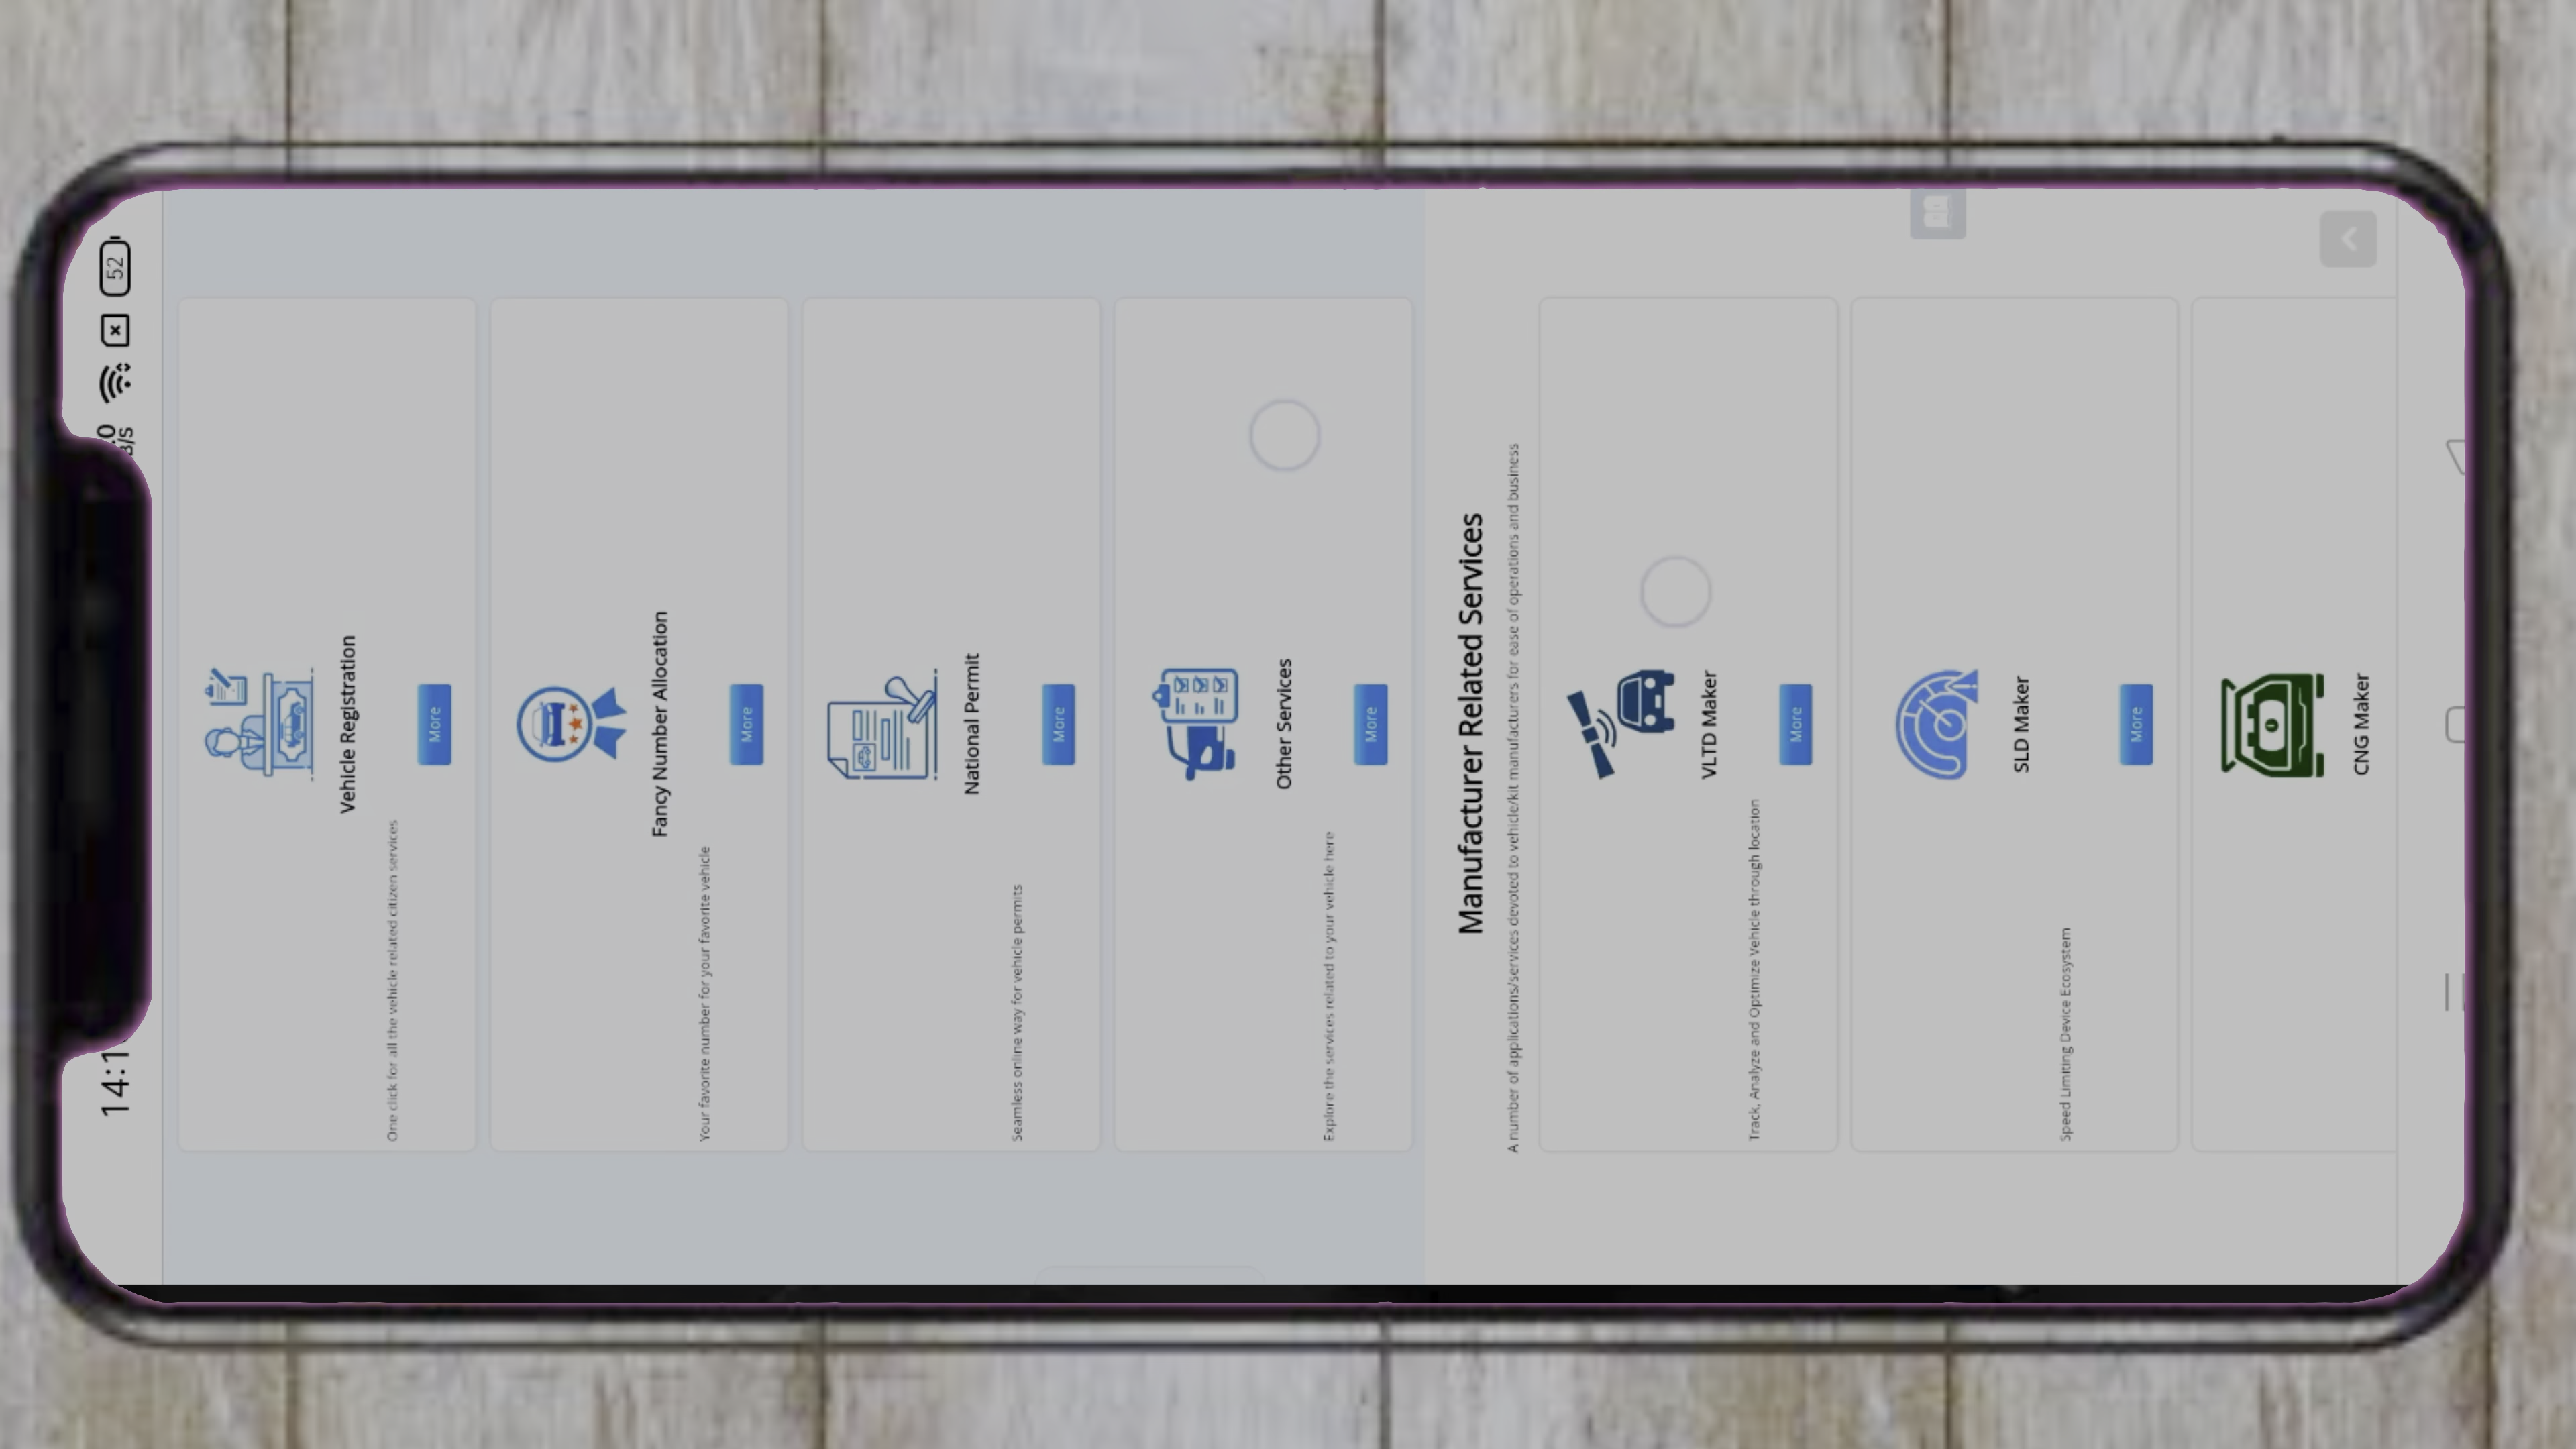 14:1
52
Vehicle Registration
One click for all the vehicle related citizen services
More
Fancy Number Allocation
Your favorite number for your favorite vehicle
More
National Permit
Seamless online way for vehicle permits
More
Other Services
Explore the services related to your vehicle here
More
Manufacturer Related Services
A number of applications/services devoted to vehicle/kit manufacturers for ease of operations and business
VLTD Maker
Track, Analyze and Optimize Vehicle through location
More
SLD Maker
Speed Limiting Device Ecosystem
More
CNG Maker